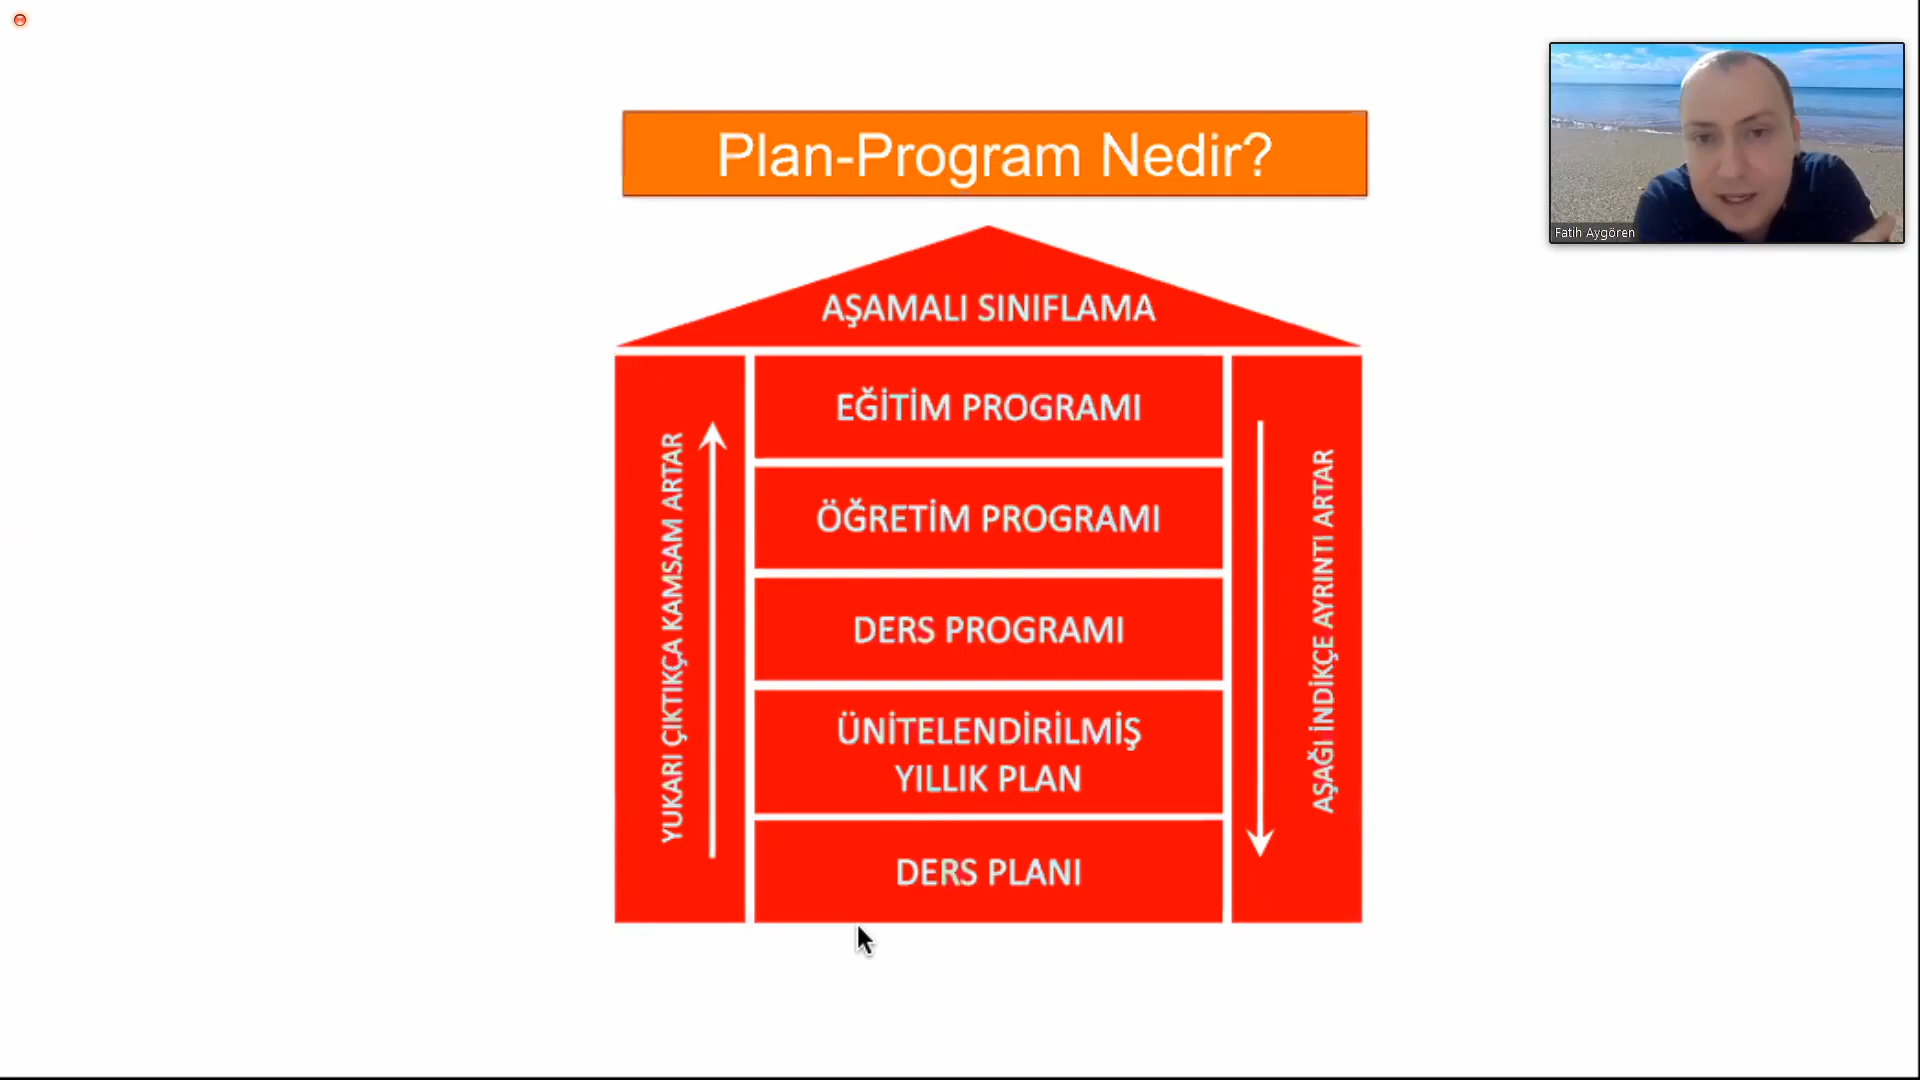 Plan-Program Nedir?
Fatih Aygören
AŞAMALI SINIFLAMA
YUKARI ÇIKTIKÇA KAMSAM ARTAR
EĞİTİM PROGRAMI
ÖĞRETİM PROGRAMI
DERS PROGRAMI
ÜNİTELENDİRİLMİŞ
YILLIK PLAN
DERS PLANI
AŞAĞI İNDİKÇE AYRINTI ARTAR